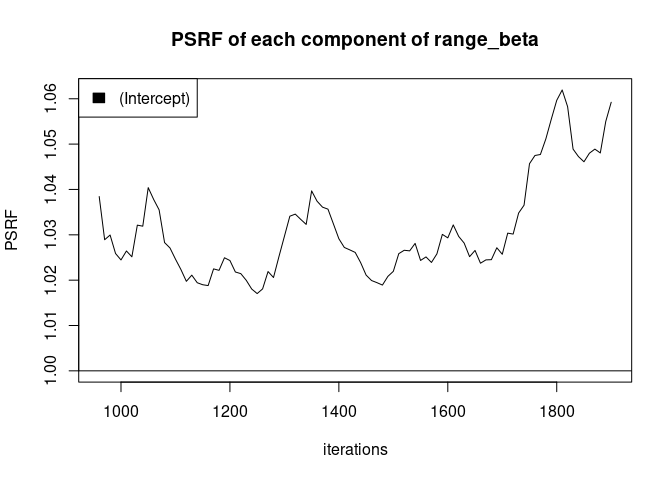 PSRF of each component of range_beta
(Intercept)
PSRF
1.06
1.05
1.04
1.03
1.02
1.01
1.00
1000 1200 1400 1600 1800
iterations